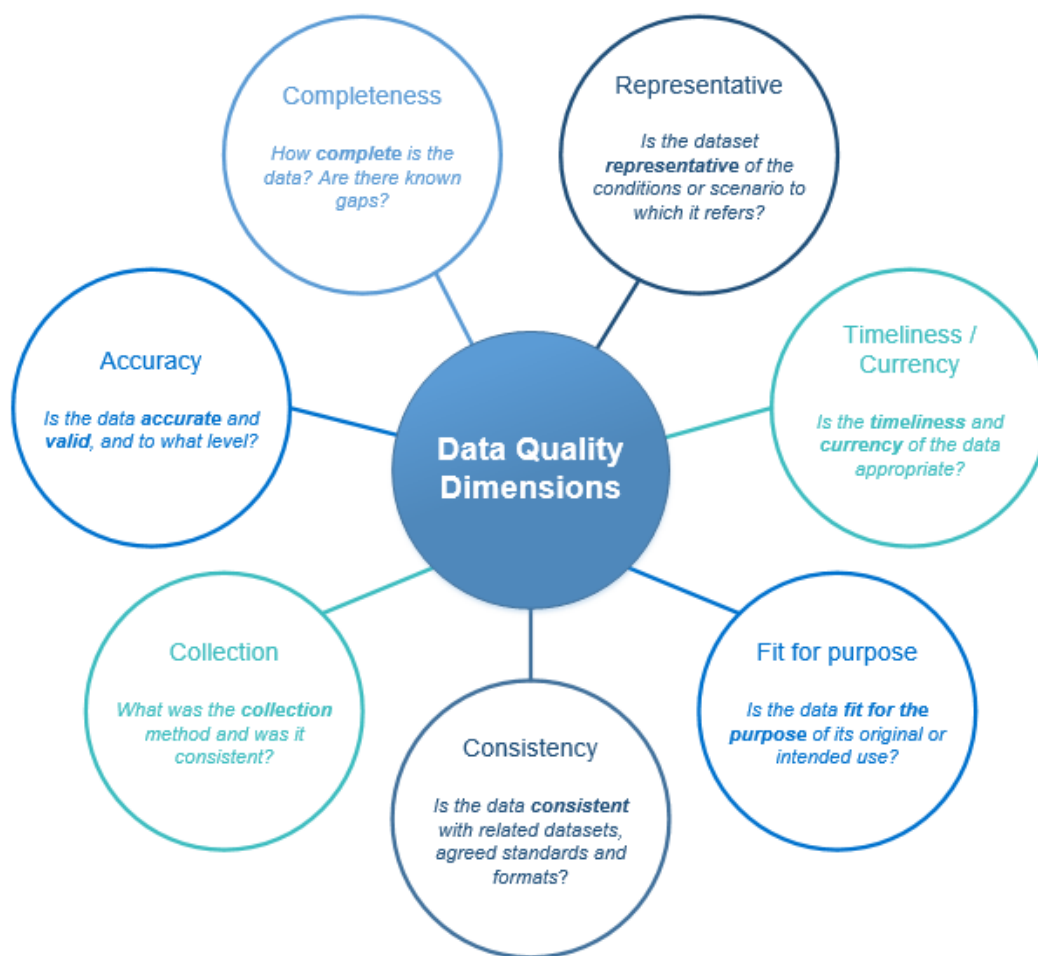 Data Quality
Dimensions
Completeness
How complete is the
data? Are there known
gaps?
Representative
Is the dataset
representative of the
conditions or scenario to
which it refers?
Timeliness /
Currency
Is the timeliness and
currency of the data
appropriate?
Fit for purpose
Is the data fit for the
purpose of its original or
intended use?
Consistency
Is the data consistent
with related datasets,
agreed standards and
formats?
Collection
What was the collection
method and was it
consistent?
Accuracy
Is the data accurate and
valid, and to what level?